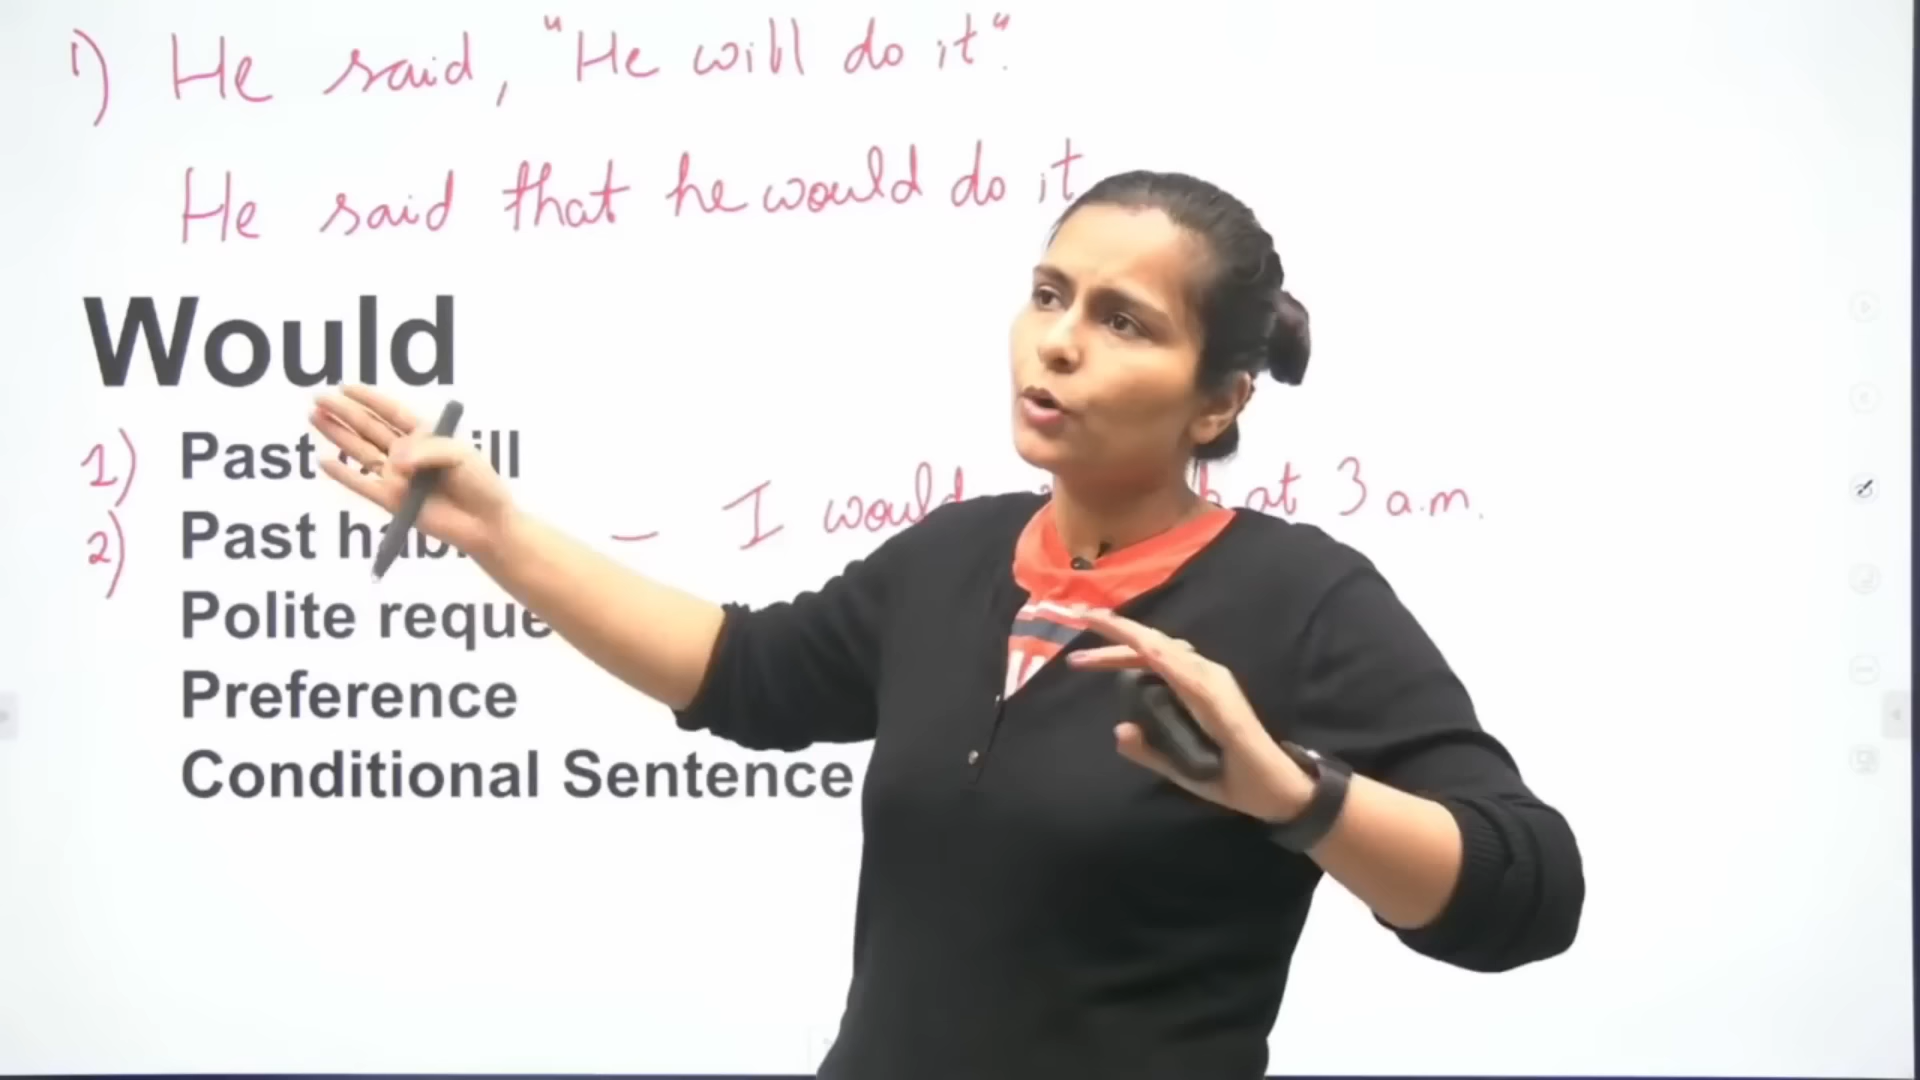 1) He said, "He will do it".
He said that he would do it
Would
1) Past
2) Past — I would at 3 a.m.
Polite
Preference
Conditional Sentence